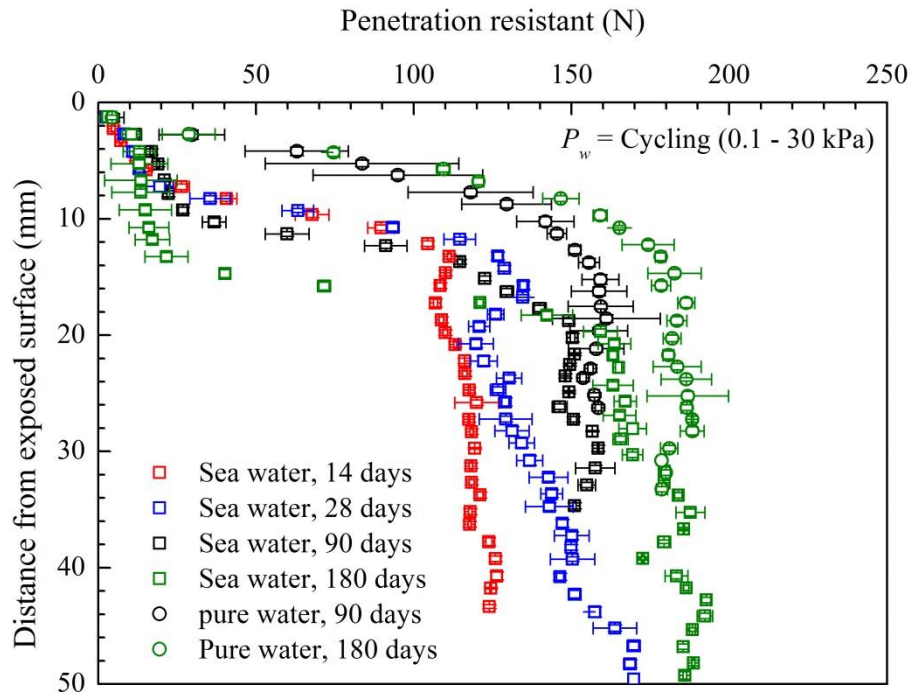 Penetration resistant (N)
0 50 100 150 200 250
0
P_w = Cycling (0.1 - 30 kPa)
10
20
30
40
50
Distance from exposed surface (mm)
Sea water, 14 days
Sea water, 28 days
Sea water, 90 days
Sea water, 180 days
pure water, 90 days
Pure water, 180 days